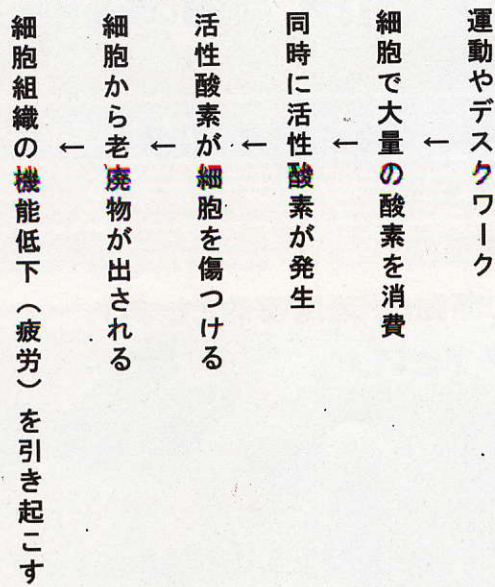 運動やデスクワーク
↓
細胞で大量の酸素を消費
↓
同時に活性酸素が発生
↓
活性酸素が細胞を傷つける
↓
細胞から老廃物が出される
↓
細胞組織の機能低下（疲労）を引き起こす